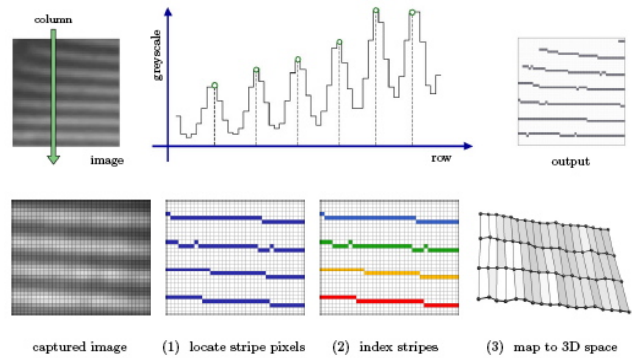 column
greyscale
image
row
output
captured image
(1) locate stripe pixels
(2) index stripes
(3) map to 3D space